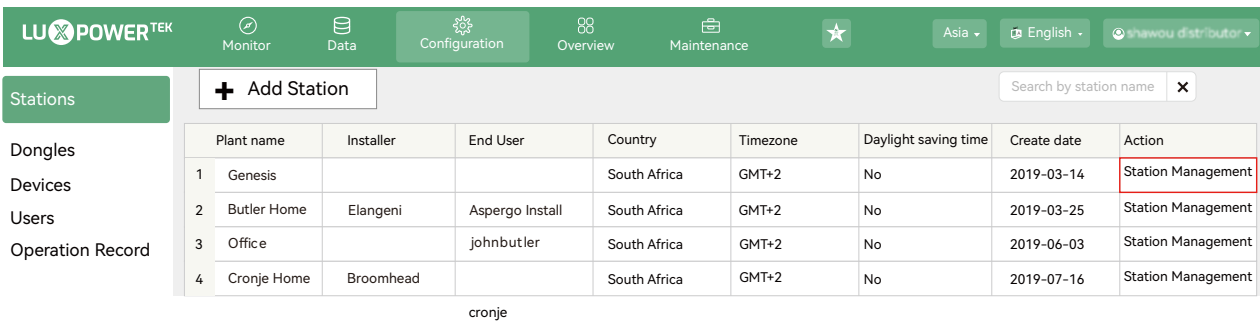 LUXPOWERTEK
Monitor Data Configuration Overview Maintenance Asia English shawou distributor
Stations + Add Station Search by station name ×
Dongles
Devices
Users
Operation Record
Plant name Installer End User Country Timezone Daylight saving time Create date Action
1 Genesis South Africa GMT+2 No 2019-03-14 Station Management
2 Butler Home Elangeni Aspergo Install South Africa GMT+2 No 2019-03-25 Station Management
3 Office johnbutler South Africa GMT+2 No 2019-06-03 Station Management
4 Cronje Home Broomhead South Africa GMT+2 No 2019-07-16 Station Management
cronje